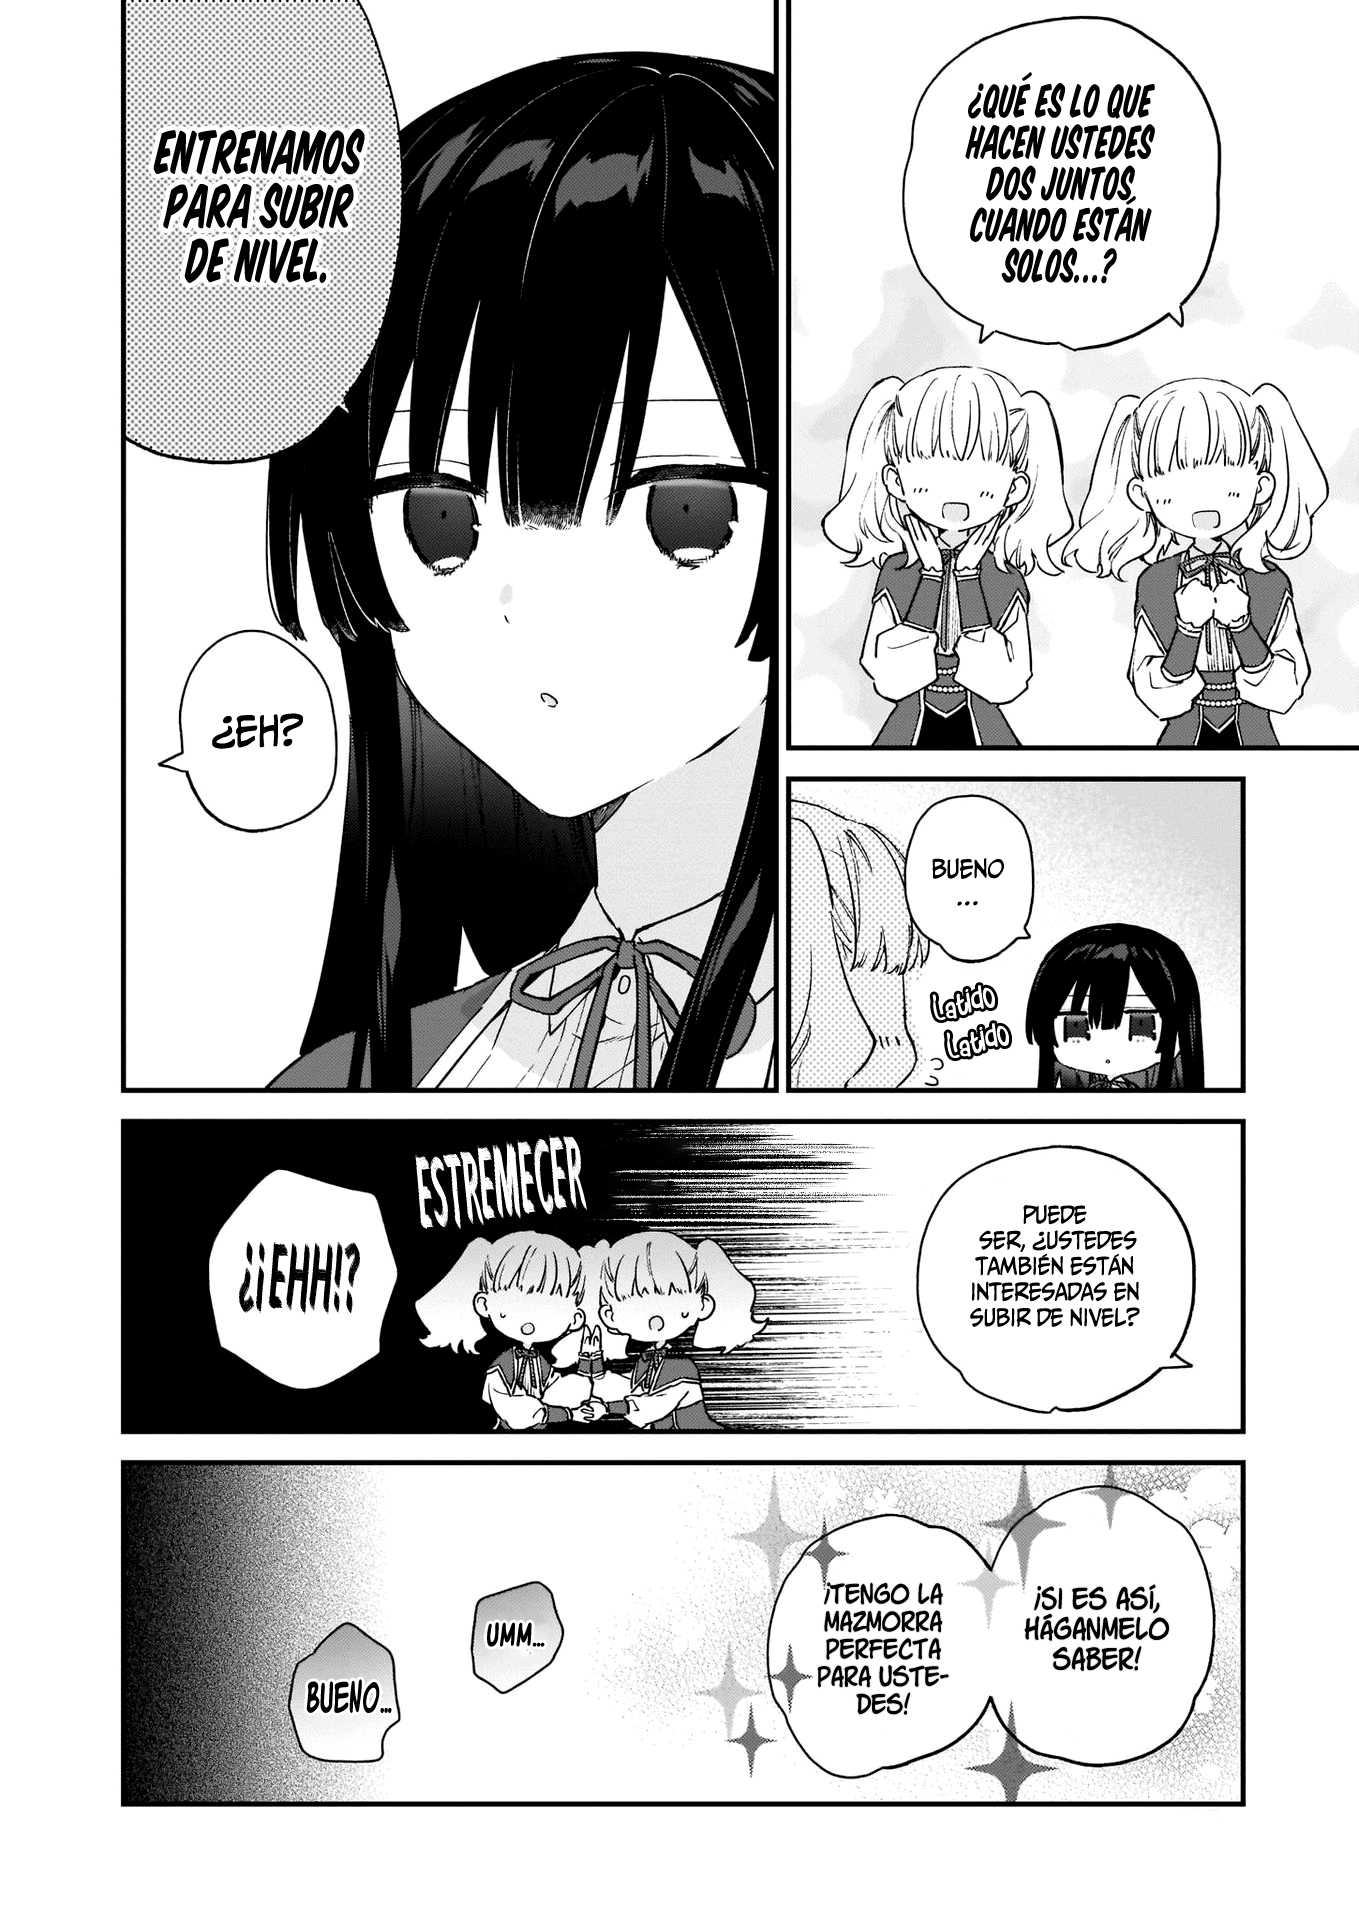 ¿QUÉ ES LO QUE
HACEN USTEDES
DOS JUNTOS,
CUANDO ESTÁN
SOLOS...?
BUENO
...
Latido
Latido
ENTRENAMOS
PARA SUBIR
DE NIVEL.
¿EH?
PUEDE
SER, ¿USTEDES
TAMBIÉN ESTÁN
INTERESADAS EN
SUBIR DE NIVEL?
ESTREMECER
¿¡EHH!?
¡SI ES ASÍ,
HÁGANMELO
SABER!
¡TENGO LA
MAZMORRA
PERFECTA
PARA USTE-
DES!
UMM...
BUENO...